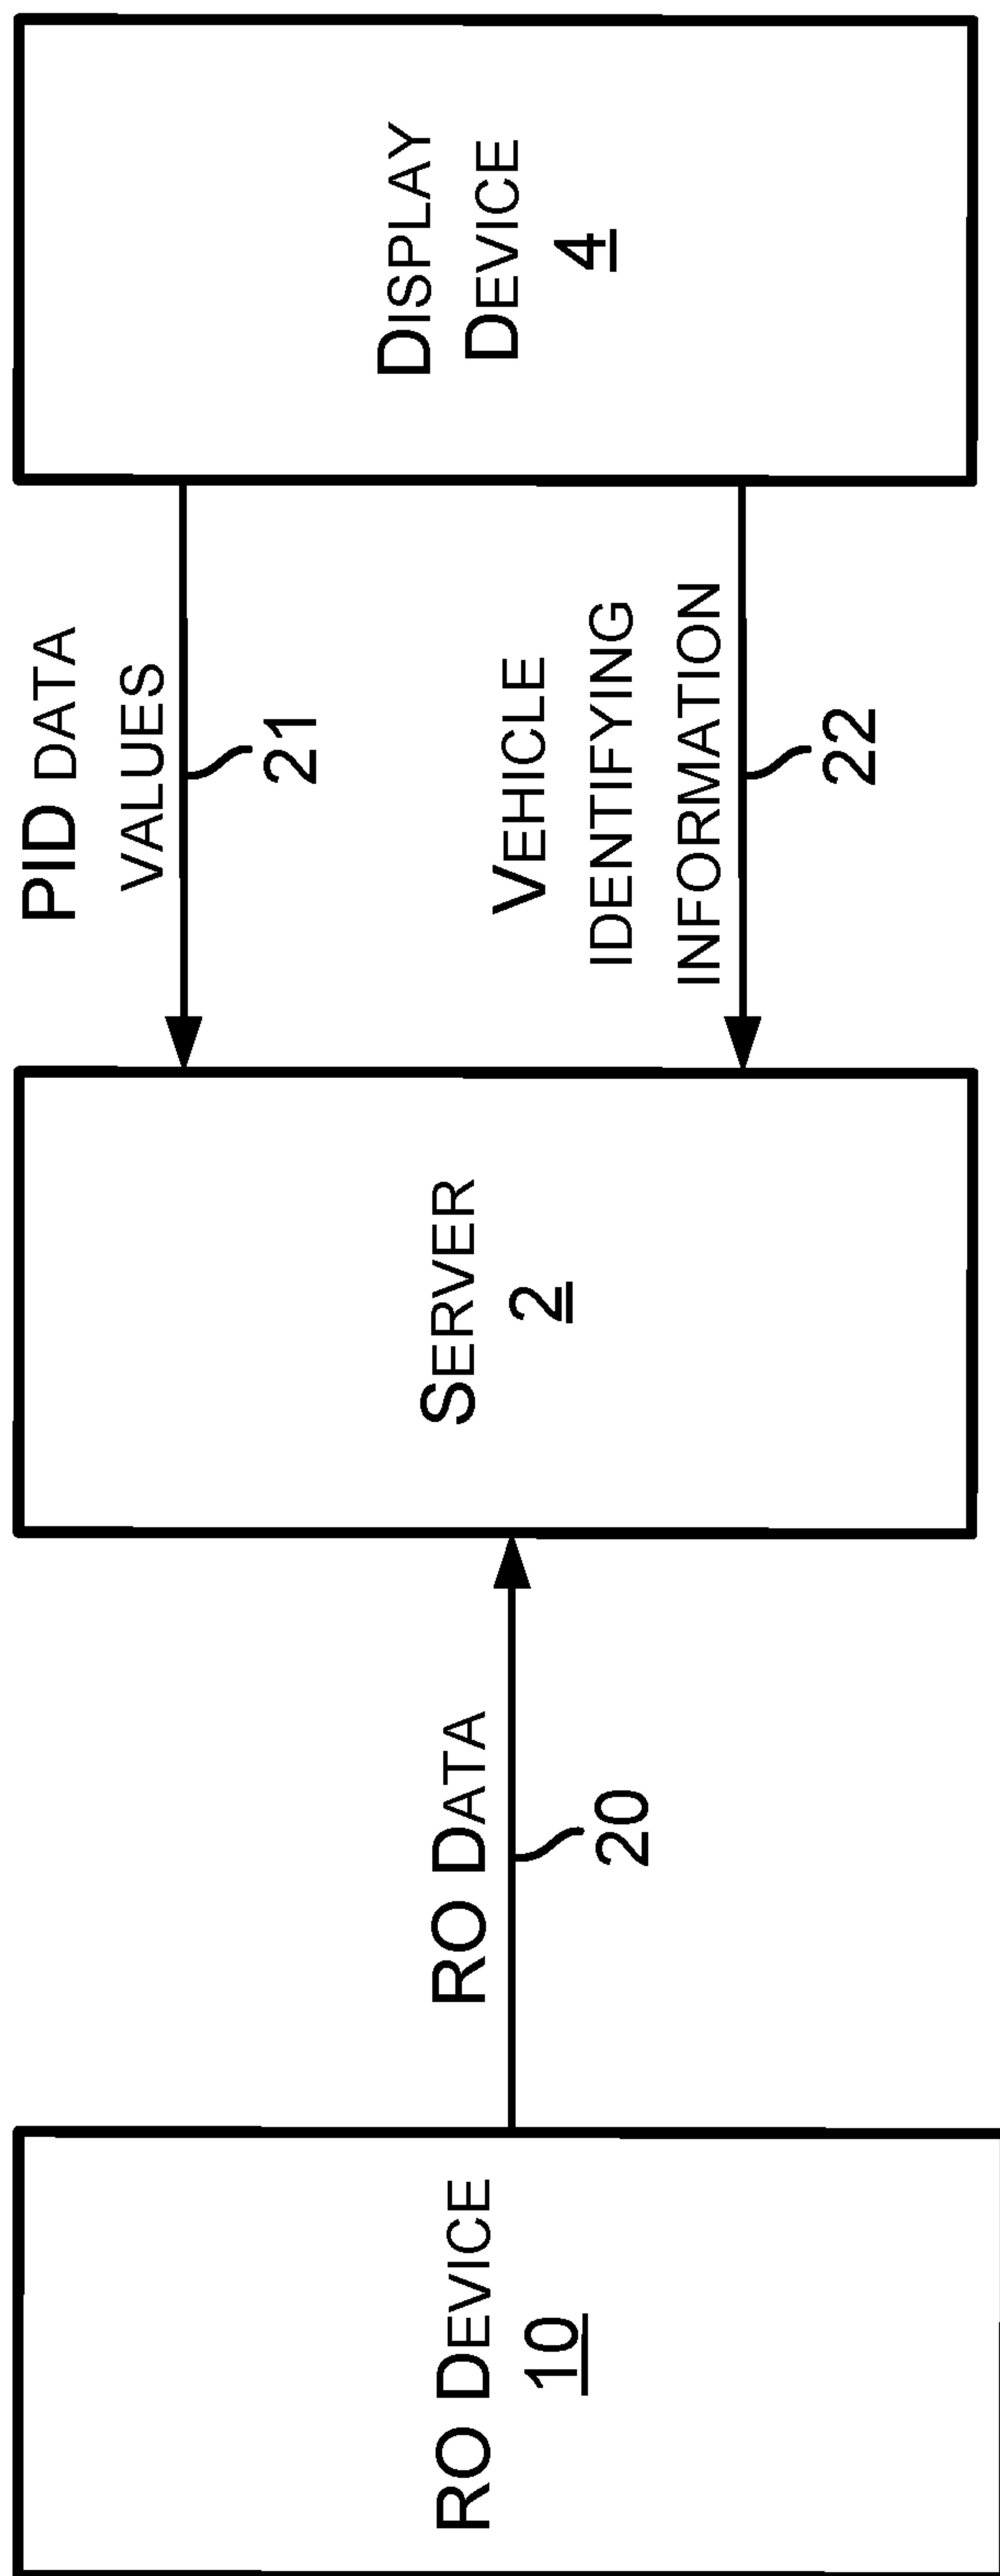 RO DEVICE
10
RO DATA
20
SERVER
2
PID DATA
VALUES
21
VEHICLE
IDENTIFYING
INFORMATION
22
DISPLAY
DEVICE
4